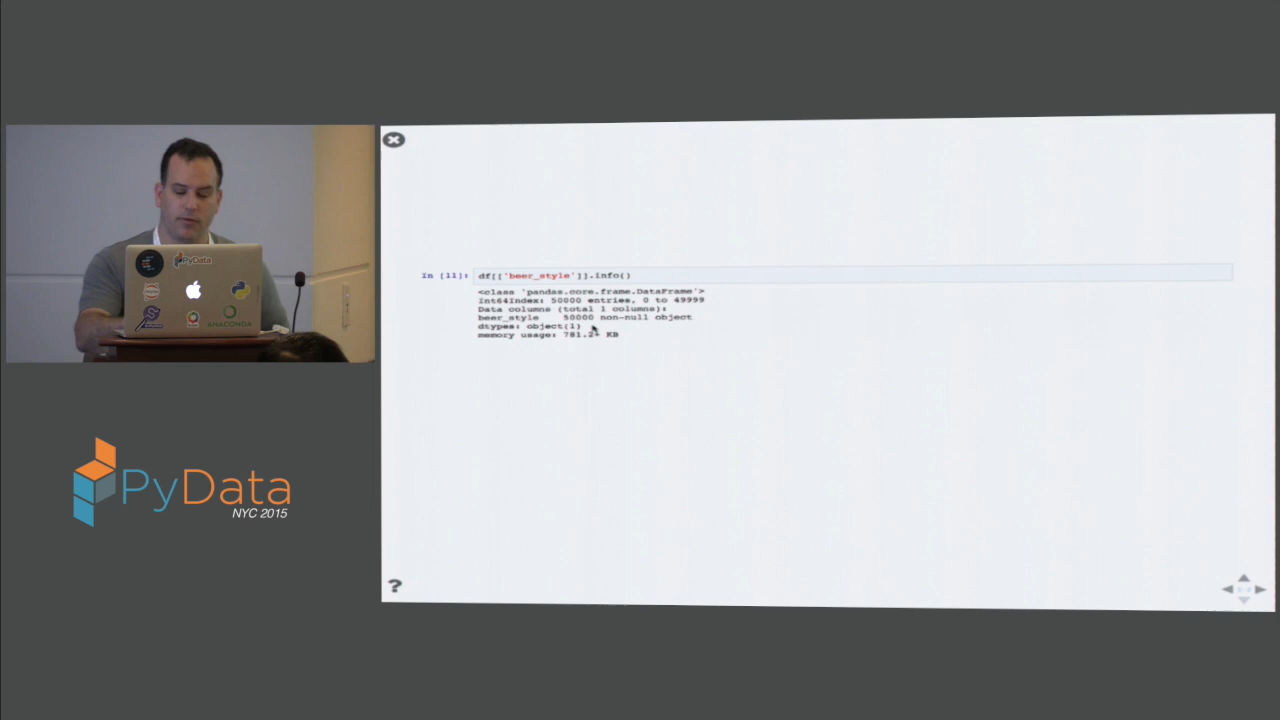 PyData
ANACONDA
PyData
NYC 2015
In [11]: df[['beer_style']].info()
<class 'pandas.core.frame.DataFrame'>
Int64Index: 50000 entries, 0 to 49999
Data columns (total 1 columns):
beer_style 50000 non-null object
dtypes: object(1)
memory usage: 781.2+ KB
?